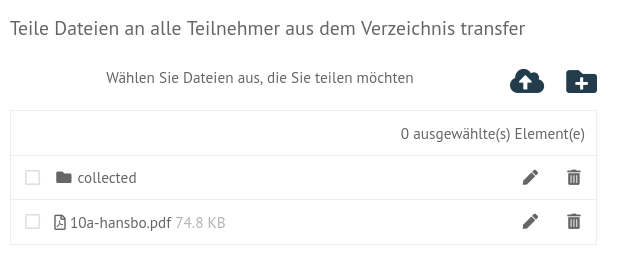 Teile Dateien an alle Teilnehmer aus dem Verzeichnis transfer
Wählen Sie Dateien aus, die Sie teilen möchten
0 ausgewählte(s) Element(e)
collected
10a-hansbo.pdf 74.8 KB